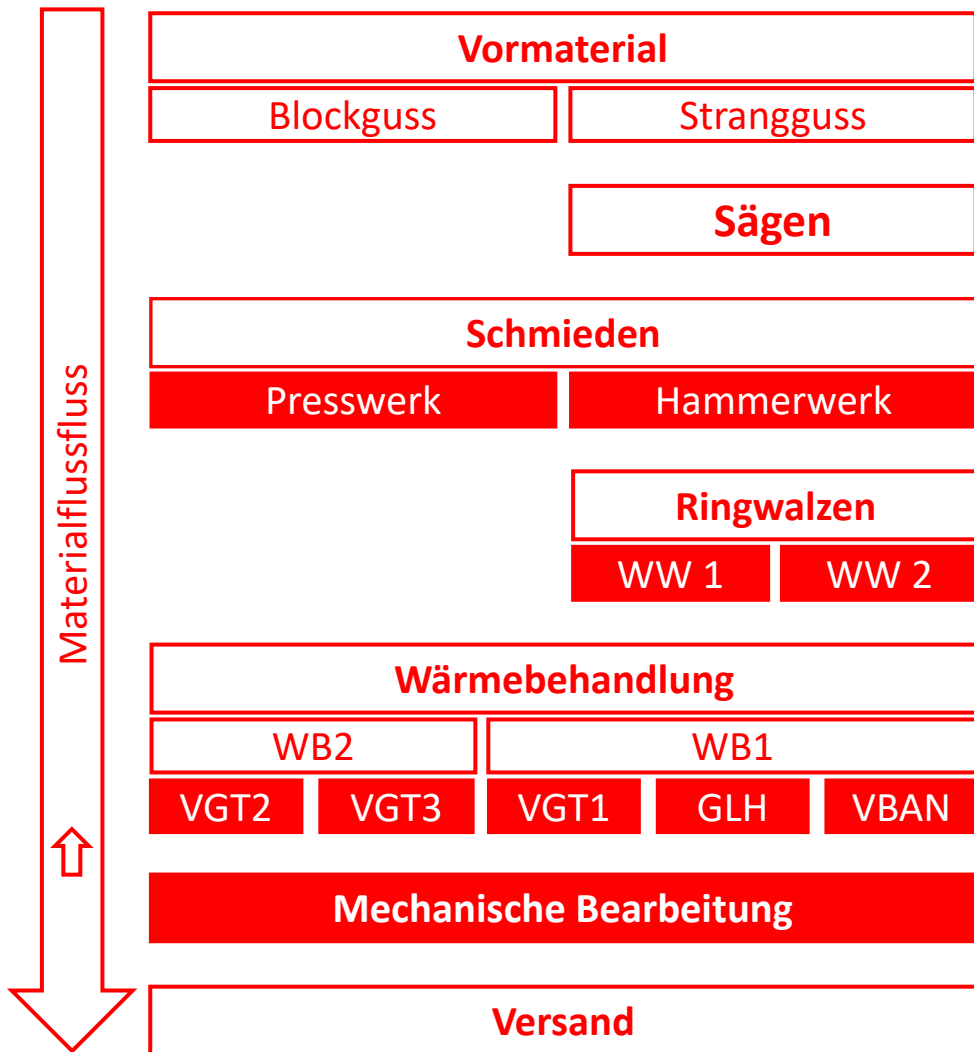 Vormaterial
Blockguss
Strangguss
Sägen
Schmieden
Presswerk
Hammerwerk
Ringwalzen
WW 1
WW 2
Wärmebehandlung
WB2
WB1
VGT2
VGT3
VGT1
GLH
VBAN
Mechanische Bearbeitung
Versand
Materialflussfluss